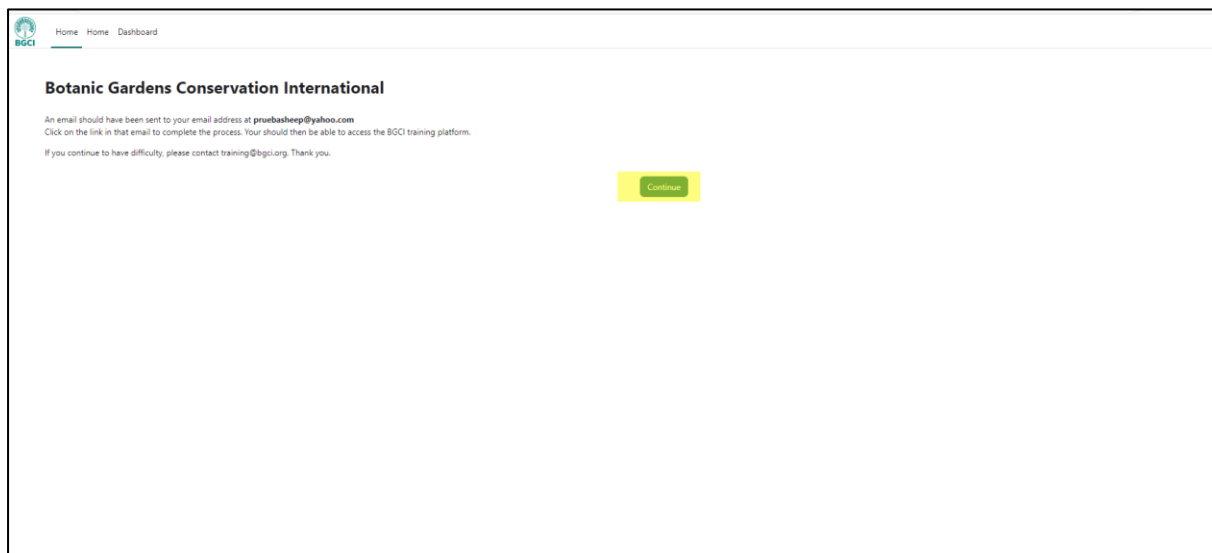 BGCI
Home Home Dashboard
Botanic Gardens Conservation International
An email should have been sent to your email address at pruebasheep@yahoo.com
Click on the link in that email to complete the process. Your should then be able to access the BGCI training platform.
If you continue to have difficulty, please contact training@bgci.org. Thank you.
Continue